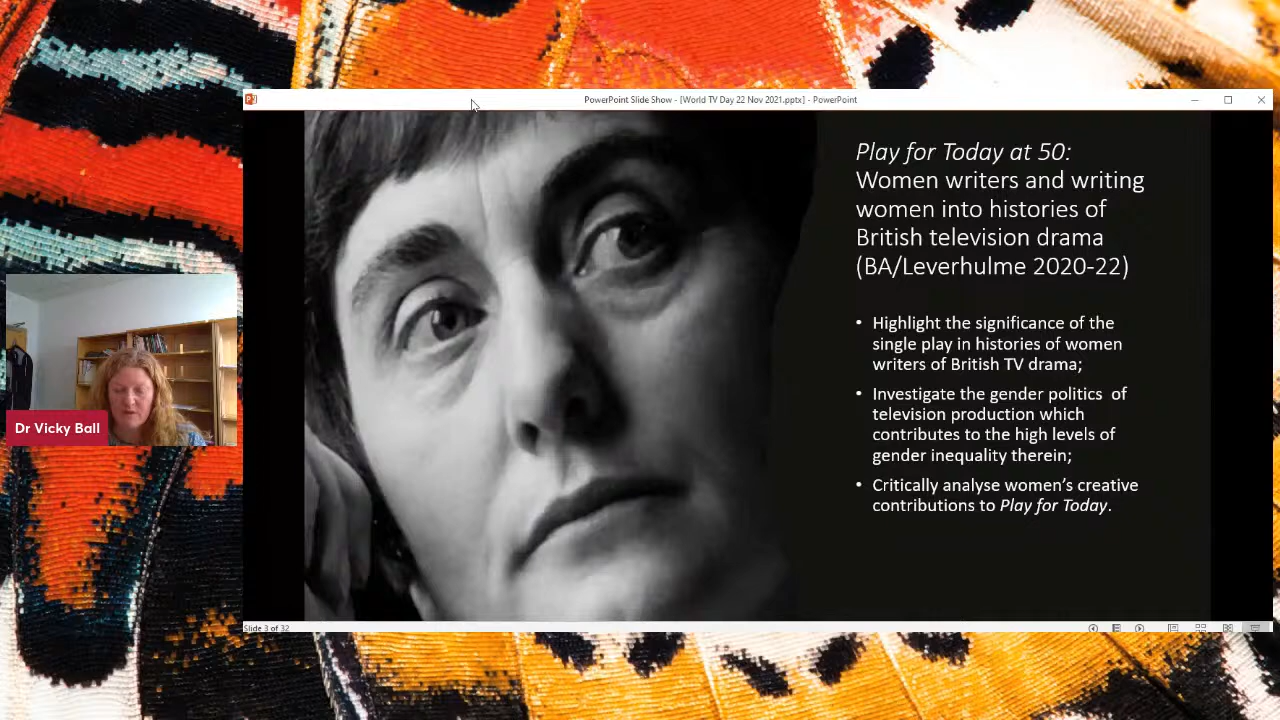 PowerPoint Slide Show - [World TV Day 22 Nov 2021.pptx] - PowerPoint
Play for Today at 50:
Women writers and writing
women into histories of
British television drama
(BA/Leverhulme 2020-22)
• Highlight the significance of the
single play in histories of women
writers of British TV drama;
• Investigate the gender politics of
television production which
contributes to the high levels of
gender inequality therein;
• Critically analyse women's creative
contributions to Play for Today.
Dr Vicky Ball
Slide 3 of 32